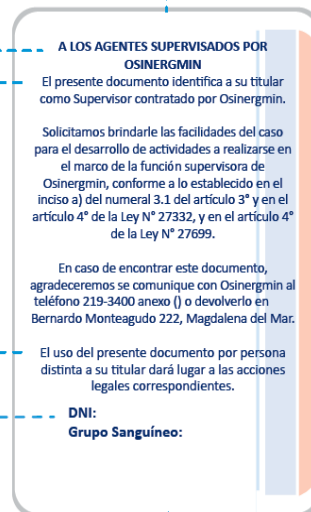 A LOS AGENTES SUPERVISADOS POR
OSINERGMIN
El presente documento identifica a su titular
como Supervisor contratado por Osinergmin.
Solicitamos brindarle las facilidades del caso
para el desarrollo de actividades a realizarse en
el marco de la función supervisora de
Osinergmin, conforme a lo establecido en el
inciso a) del numeral 3.1 del artículo 3° y en el
artículo 4° de la Ley N° 27332, y en el artículo 4°
de la Ley N° 27699.
En caso de encontrar este documento,
agradeceremos se comunique con Osinergmin al
teléfono 219-3400 anexo () o devolverlo en
Bernardo Monteagudo 222, Magdalena del Mar.
El uso del presente documento por persona
distinta a su titular dará lugar a las acciones
legales correspondientes.
DNI:
Grupo Sanguíneo: